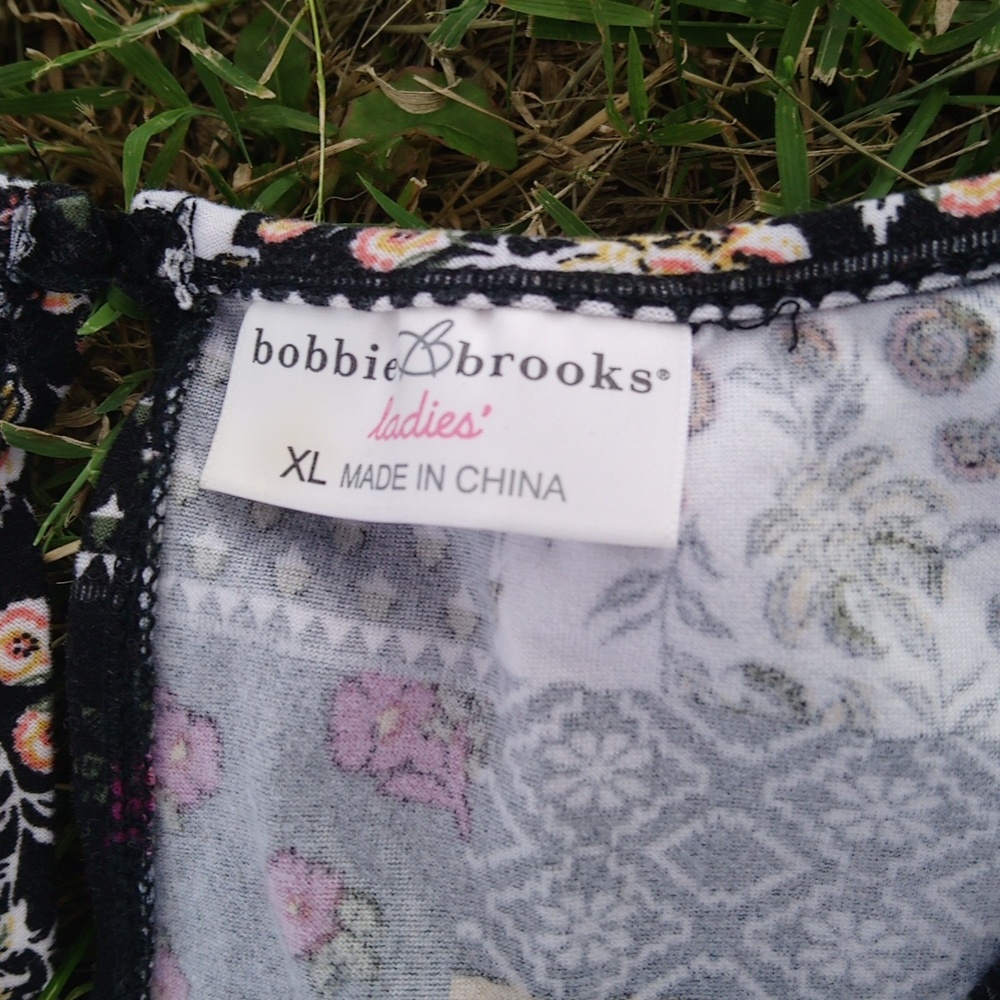 bobbie brooks®
ladies'
XL MADE IN CHINA